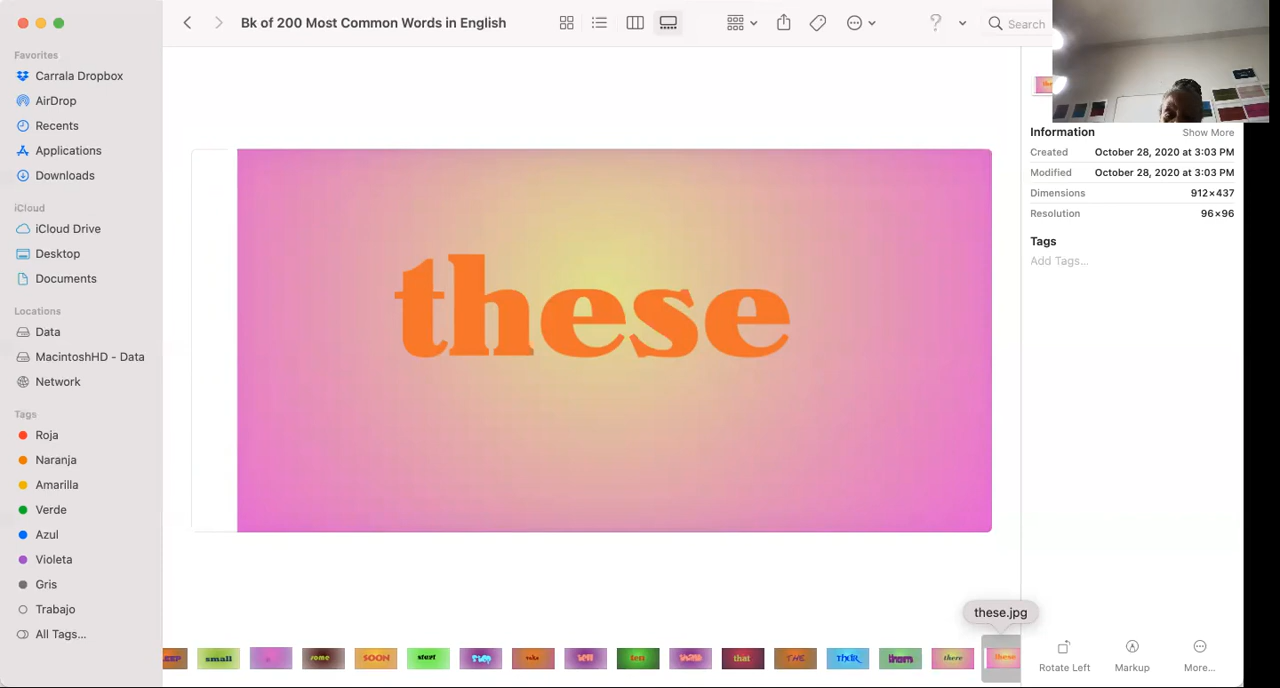 Bk of 200 Most Common Words in English
Search
Favorites
Carrala Dropbox
AirDrop
Recents
Applications
Downloads
iCloud
iCloud Drive
Desktop
Documents
Locations
Data
MacintoshHD - Data
Network
Tags
Roja
Naranja
Amarilla
Verde
Azul
Violeta
Gris
Trabajo
All Tags...
these
Information
Show More
Created October 28, 2020 at 3:03 PM
Modified October 28, 2020 at 3:03 PM
Dimensions 912×437
Resolution 96×96
Tags
Add Tags...
these.jpg
small
some
SOON
that
THE
THEIR
them
there
these
Rotate Left
Markup
More...